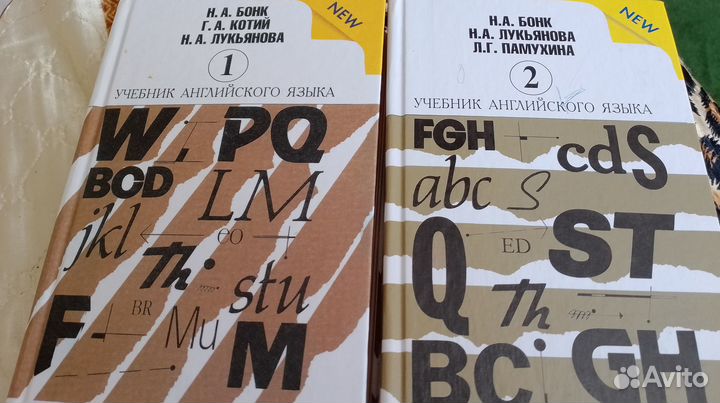 Н. А. БОНК
Г. А. КОТИЙ
Н. А. ЛУКЬЯНОВА
NEW
1
УЧЕБНИК АНГЛИЙСКОГО ЯЗЫКА
W PQ
BCD
LM
jkl
eo
Th
stu
F
BR
Mu
M
Н. А. БОНК
Н. А. ЛУКЬЯНОВА
Л. Г. ПАМУХИНА
NEW
2
УЧЕБНИК АНГЛИЙСКОГО ЯЗЫКА
FGH
cdS
abc
S
Q
ED
ST
Th
BC
GH
Avito